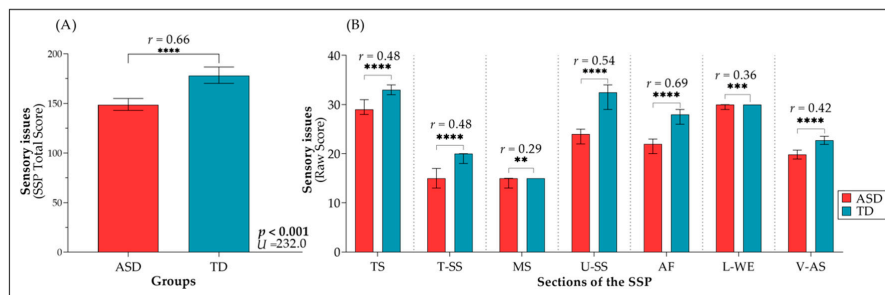 (A)
r = 0.66
****
Sensory issues
(SSP Total Score)
250
200
150
100
50
0
ASD
TD
Groups
p < 0.001
U =232.0
(B)
Sensory issues
(Raw Score)
40
30
20
10
0
r = 0.48
****
r = 0.48
****
r = 0.29
**
r = 0.54
****
r = 0.69
****
r = 0.36
***
r = 0.42
****
TS
T-SS
MS
U-SS
AF
L-WE
V-AS
Sections of the SSP
ASD
TD